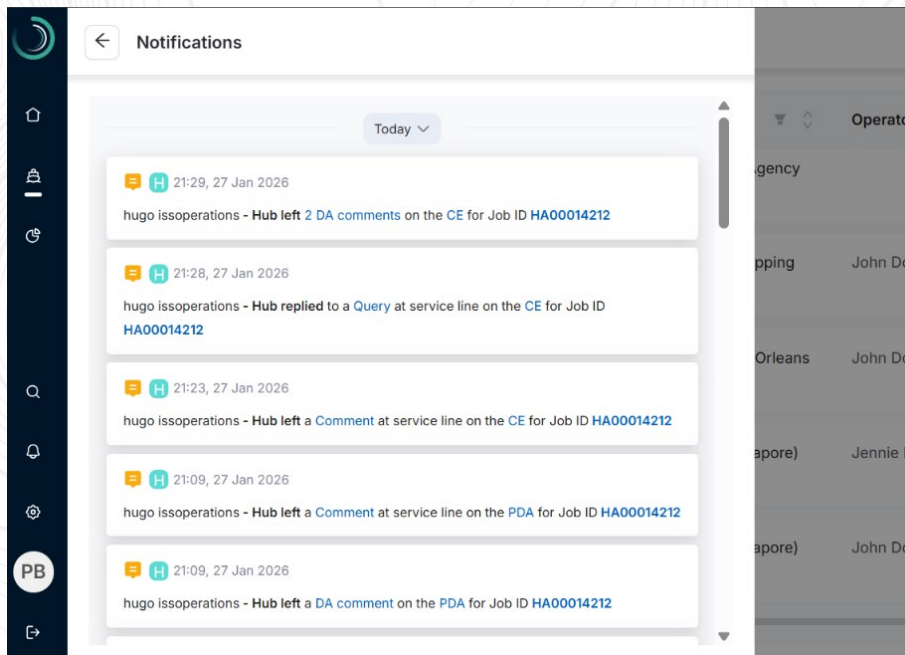 Notifications
Today
21:29, 27 Jan 2026
hugo issoperations - Hub left 2 DA comments on the CE for Job ID HA00014212
21:28, 27 Jan 2026
hugo issoperations - Hub replied to a Query at service line on the CE for Job ID
HA00014212
21:23, 27 Jan 2026
hugo issoperations - Hub left a Comment at service line on the CE for Job ID HA00014212
21:09, 27 Jan 2026
hugo issoperations - Hub left a Comment at service line on the PDA for Job ID HA00014212
21:09, 27 Jan 2026
hugo issoperations - Hub left a DA comment on the PDA for Job ID HA00014212
H
H
H
H
H
PB
Operato
gency
pping John Do
Orleans John Do
apore) Jennie
apore) John Do